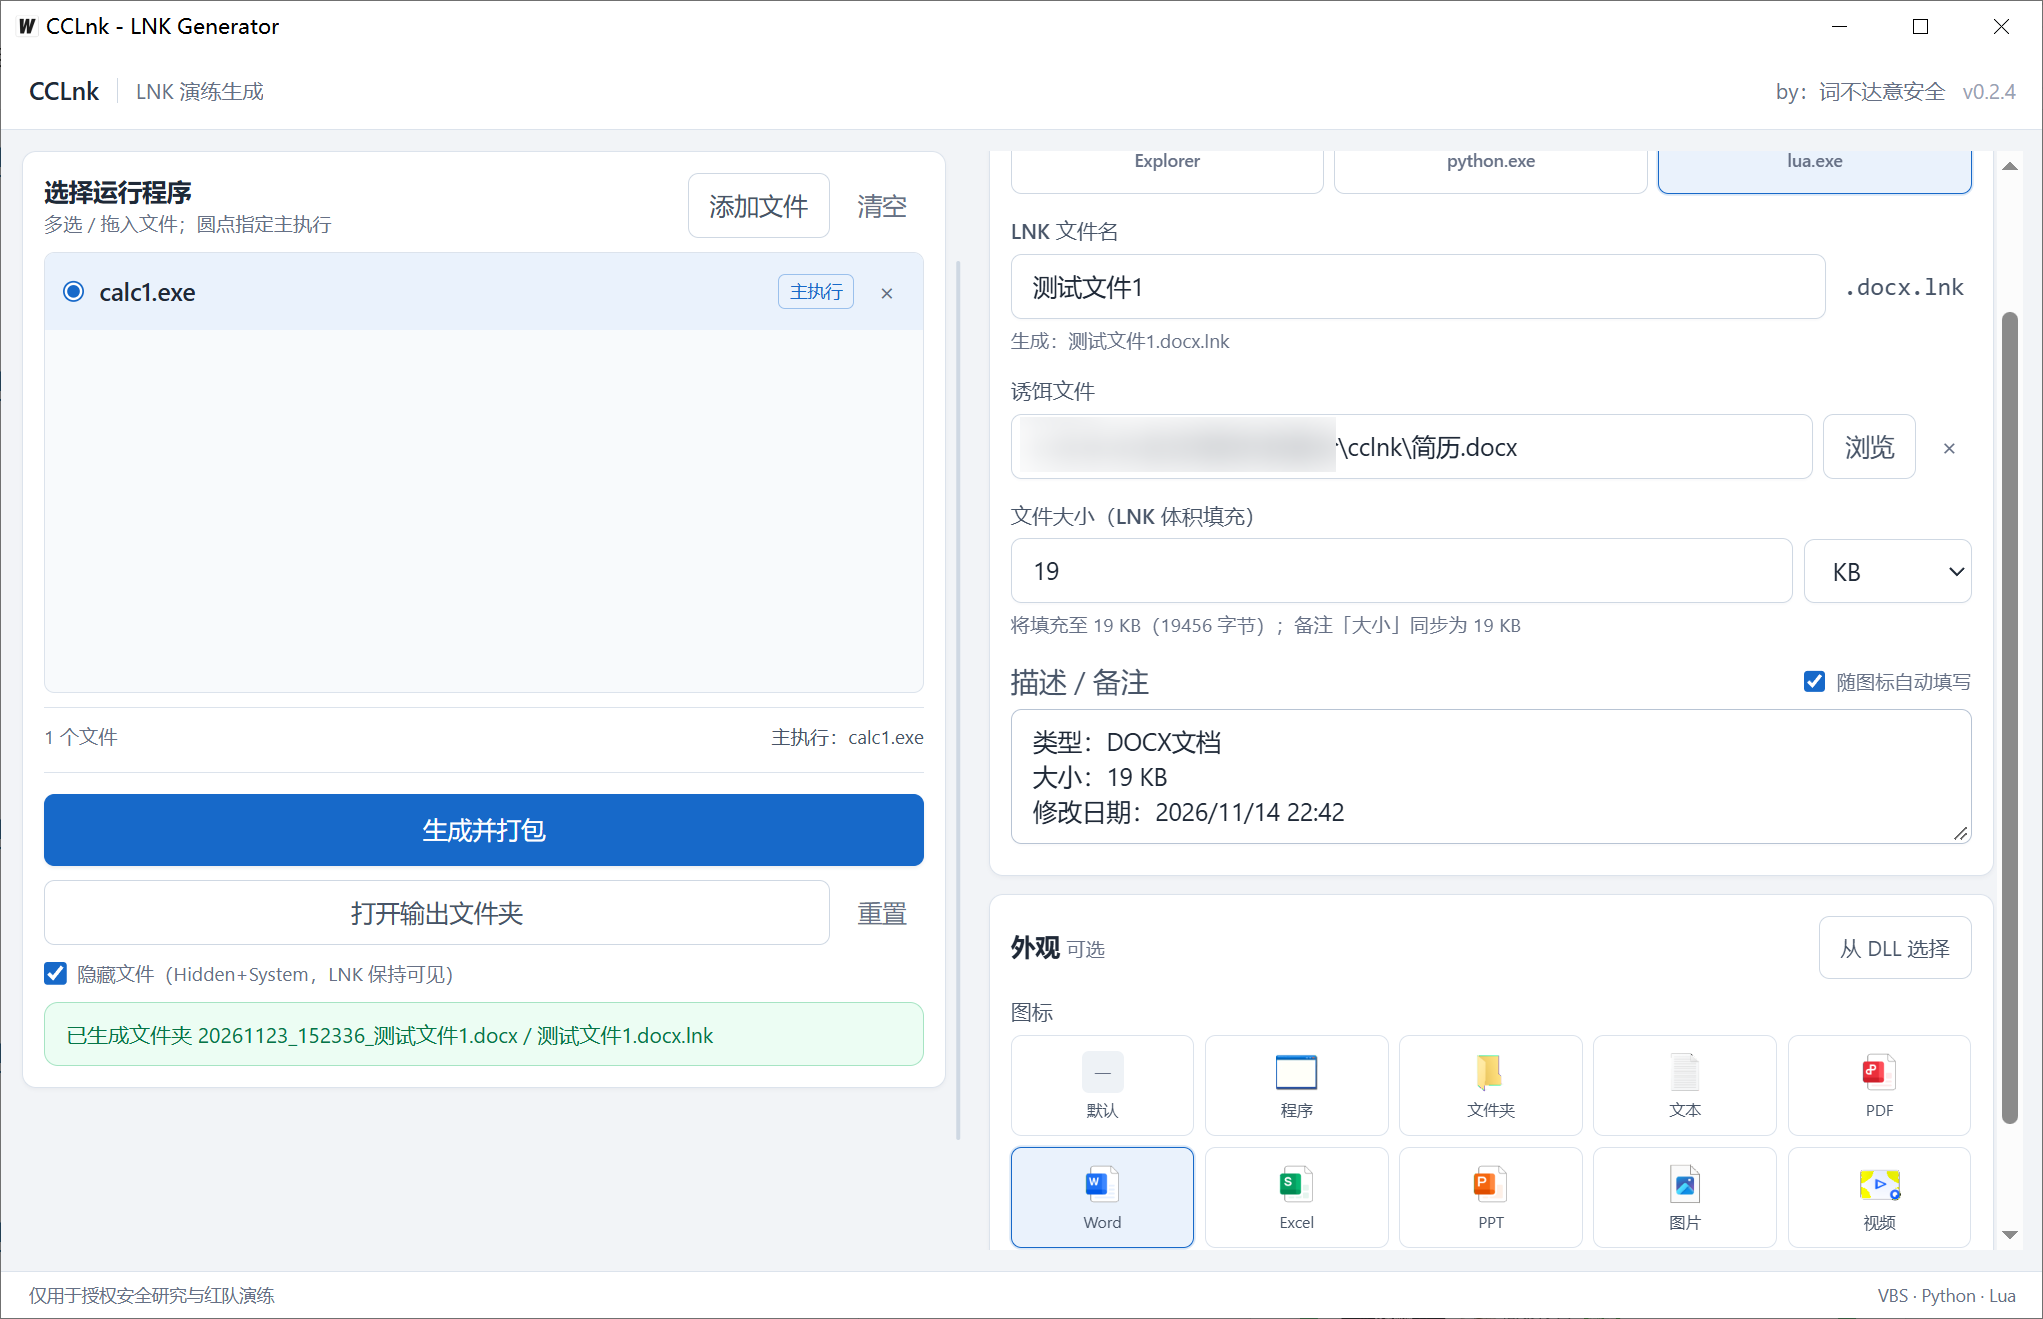 CCLnk - LNK Generator
CCLnk
LNK 演练生成
by：词不达意安全 v0.2.4
选择运行程序
多选 / 拖入文件；圆点指定主执行
添加文件
清空
calc1.exe
主执行
×
1 个文件
主执行：calc1.exe
生成并打包
打开输出文件夹
重置
隐藏文件（Hidden+System，LNK 保持可见）
已生成文件夹 20261123_152336_测试文件1.docx / 测试文件1.docx.lnk
Explorer
python.exe
lua.exe
LNK 文件名
测试文件1
.docx.lnk
生成：测试文件1.docx.lnk
诱饵文件
\cclnk\简历.docx
浏览
×
文件大小（LNK 体积填充）
19
KB
将填充至 19 KB（19456 字节）；备注「大小」同步为 19 KB
描述 / 备注
随图标自动填写
类型：DOCX文档
大小：19 KB
修改日期：2026/11/14 22:42
外观 可选
从 DLL 选择
图标
默认
程序
文件夹
文本
PDF
Word
Excel
PPT
图片
视频
仅用于授权安全研究与红队演练
VBS · Python · Lua